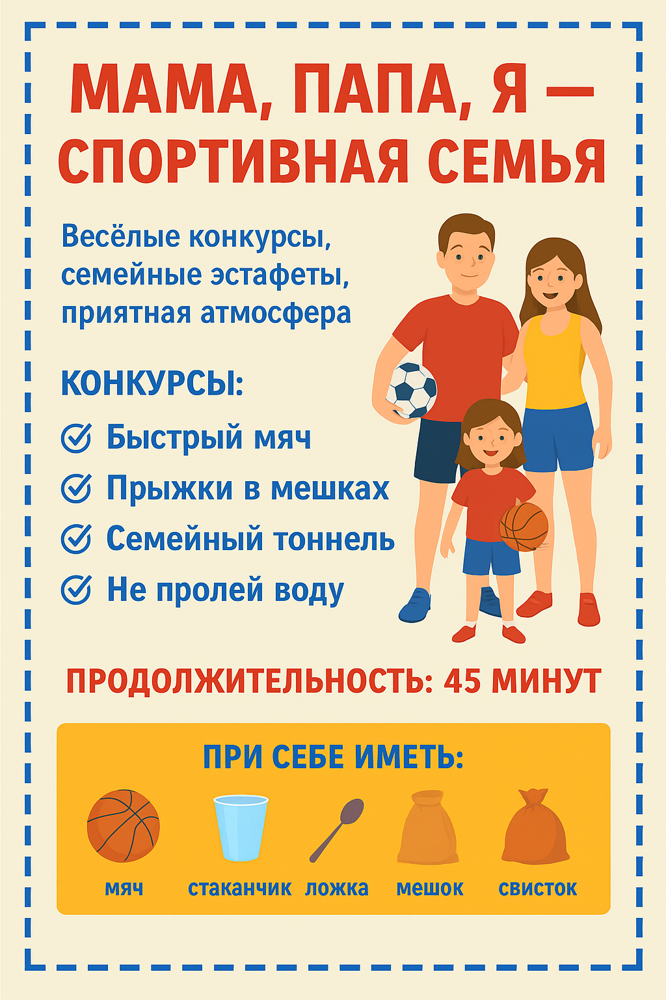 МАМА, ПАПА, Я –
СПОРТИВНАЯ СЕМЬЯ
Весёлые конкурсы,
семейные эстафеты,
приятная атмосфера
КОНКУРСЫ:
Быстрый мяч
Прыжки в мешках
Семейный тоннель
Не пролей воду
ПРОДОЛЖИТЕЛЬНОСТЬ: 45 МИНУТ
ПРИ СЕБЕ ИМЕТЬ:
мяч стаканчик ложка мешок свисток